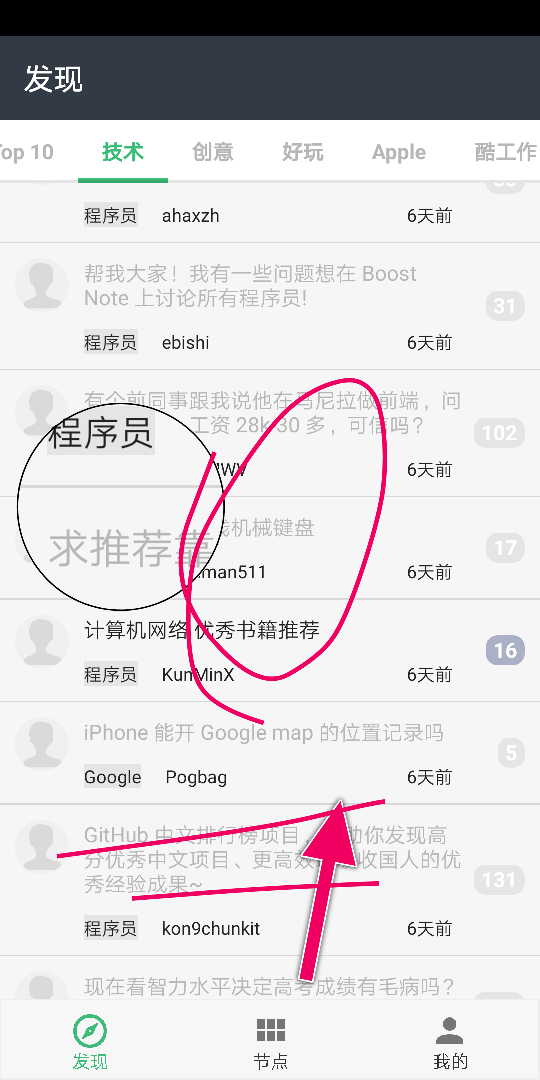 发现
op 10 技术 创意 好玩 Apple 酷工作
程序员 ahaxzh 6天前
帮我大家！我有一些问题想在 Boost
Note 上讨论所有程序员!
31
程序员 ebishi 6天前
有个前同事跟我说他在马尼拉做前端，问
工资 28k 30 多，可信吗?
102
程序员 6天前
求推荐靠 线机械键盘
17
man511 6天前
计算机网络 优秀书籍推荐
16
程序员 KunMinX 6天前
iPhone 能开 Google map 的位置记录吗
5
Google Pogbag 6天前
GitHub 中文排行榜项目 助你发现高
分优秀中文项目、更高效 收国人的优
秀经验成果~
131
程序员 kon9chunkit 6天前
现在看智力水平决定高考成绩有毛病吗?
发现 节点 我的